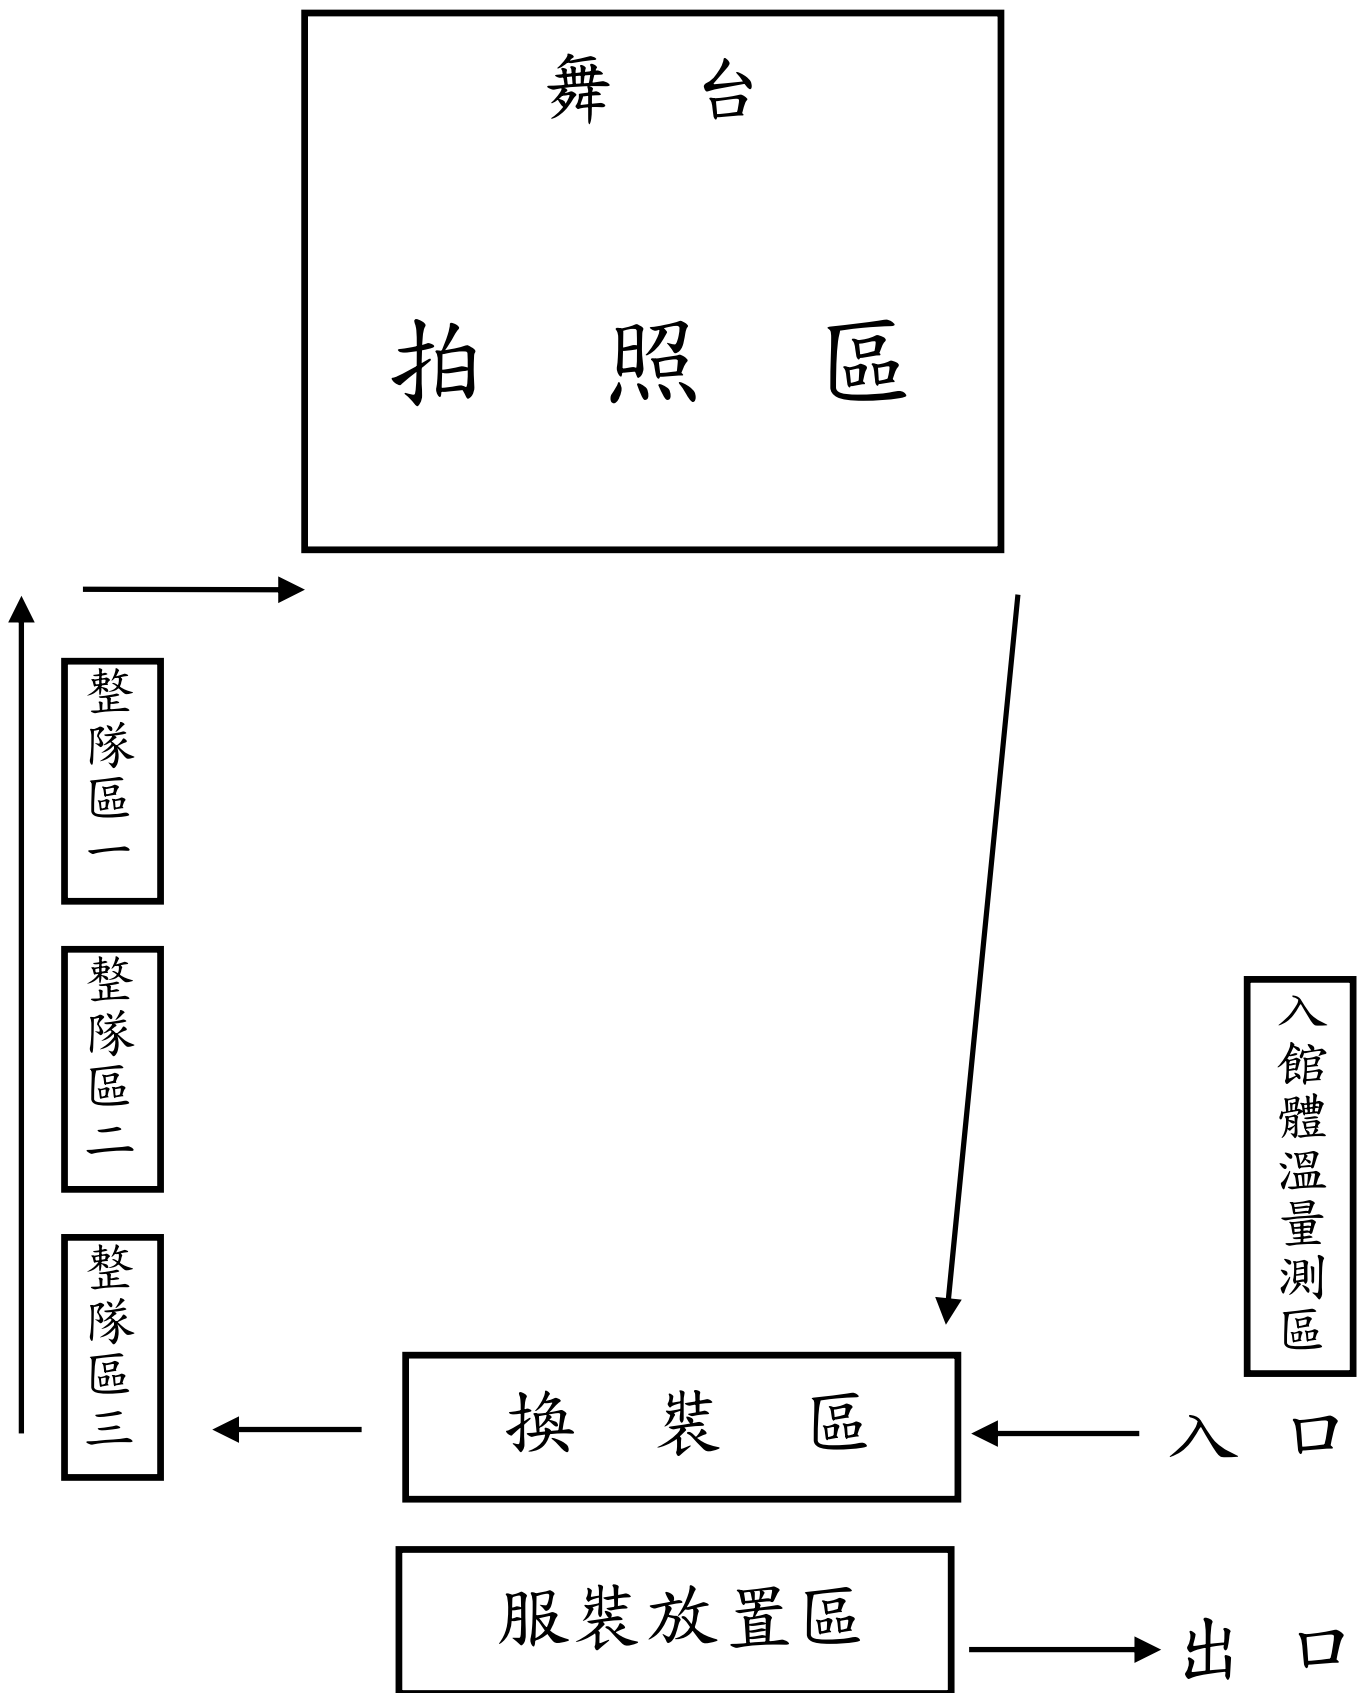 舞 台
拍 照 區
整隊區一
整隊區二
整隊區三
入館體溫量測區
換 裝 區
入 口
服裝放置區
出 口